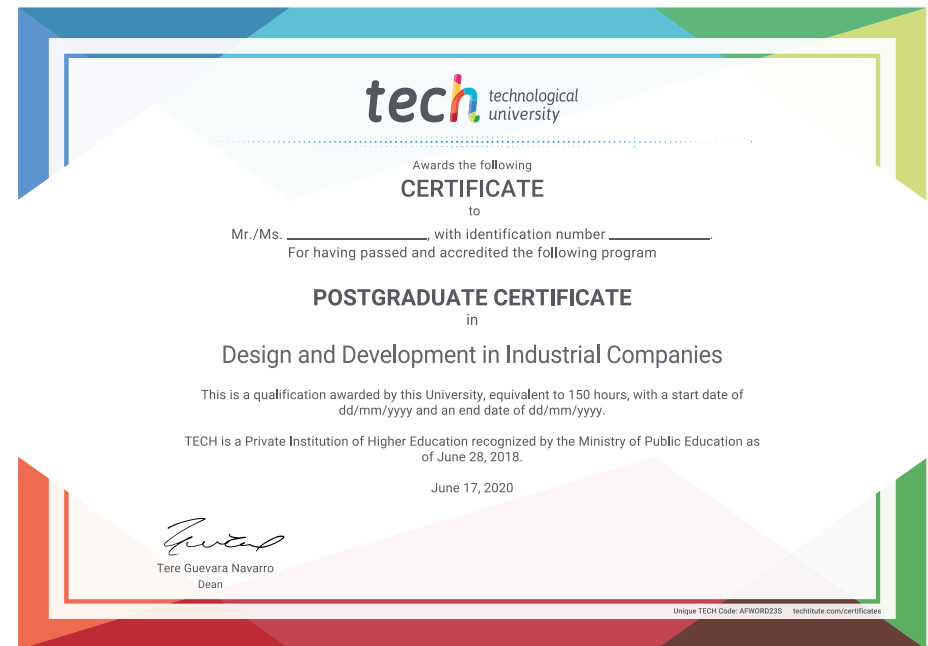 tech technological
university
Awards the following
CERTIFICATE
to
Mr./Ms. ____________________, with identification number ______________.
For having passed and accredited the following program
POSTGRADUATE CERTIFICATE
in
Design and Development in Industrial Companies
This is a qualification awarded by this University, equivalent to 150 hours, with a start date of
dd/mm/yyyy and an end date of dd/mm/yyyy.
TECH is a Private Institution of Higher Education recognized by the Ministry of Public Education as
of June 28, 2018.
June 17, 2020
Tere Guevara Navarro
Dean
Unique TECH Code: AFWORD23S techtitute.com/certificates